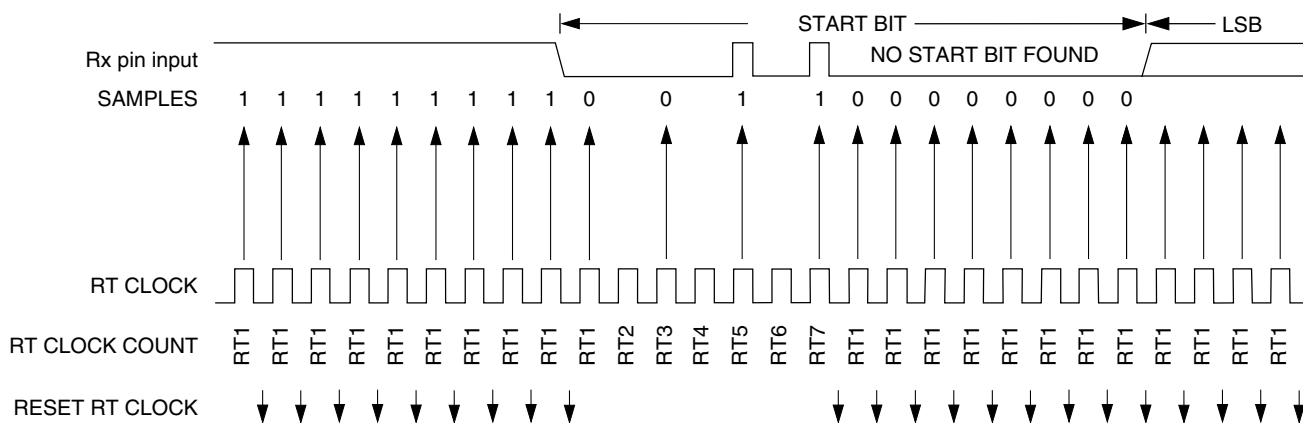 START BIT LSB
Rx pin input NO START BIT FOUND
SAMPLES 1 1 1 1 1 1 1 1 1 0 0 1 1 0 0 0 0 0 0 0 0
RT CLOCK
RT CLOCK COUNT RT1 RT1 RT1 RT1 RT1 RT1 RT1 RT1 RT1 RT1 RT2 RT3 RT4 RT5 RT6 RT7 RT1 RT1 RT1 RT1 RT1 RT1 RT1 RT1 RT1 RT1 RT1 RT1
RESET RT CLOCK